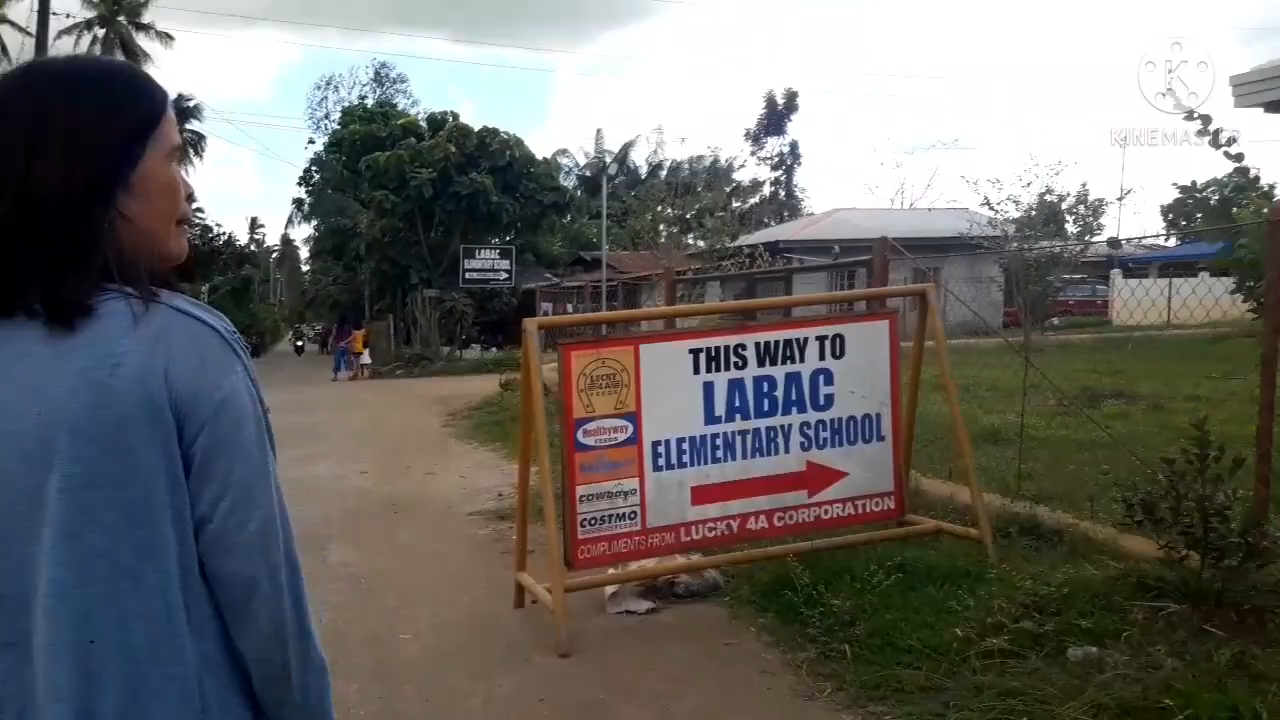 KINEMASTER
LABAC
ELEMENTARY SCHOOL
THIS WAY TO
LABAC
ELEMENTARY SCHOOL
LUCKY
4A
FEEDS
Healthyway
FEEDS
COSTMO
FEEDS
COMPLIMENTS FROM: LUCKY 4A CORPORATION